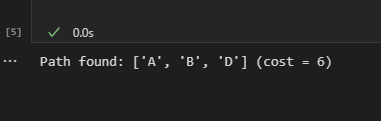 [5]
0.0s
... Path found: ['A', 'B', 'D'] (cost = 6)